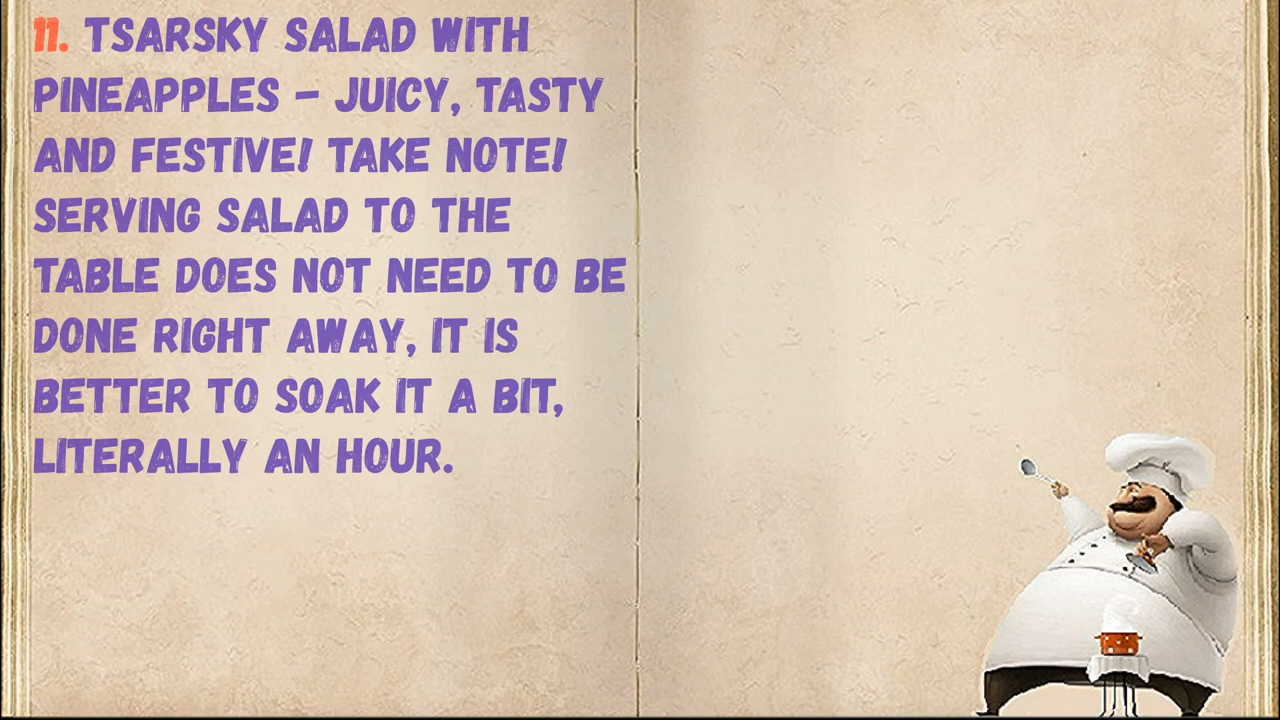 11. TSARSKY SALAD WITH
PINEAPPLES - JUICY, TASTY
AND FESTIVE! TAKE NOTE!
SERVING SALAD TO THE
TABLE DOES NOT NEED TO BE
DONE RIGHT AWAY, IT IS
BETTER TO SOAK IT A BIT,
LITERALLY AN HOUR.